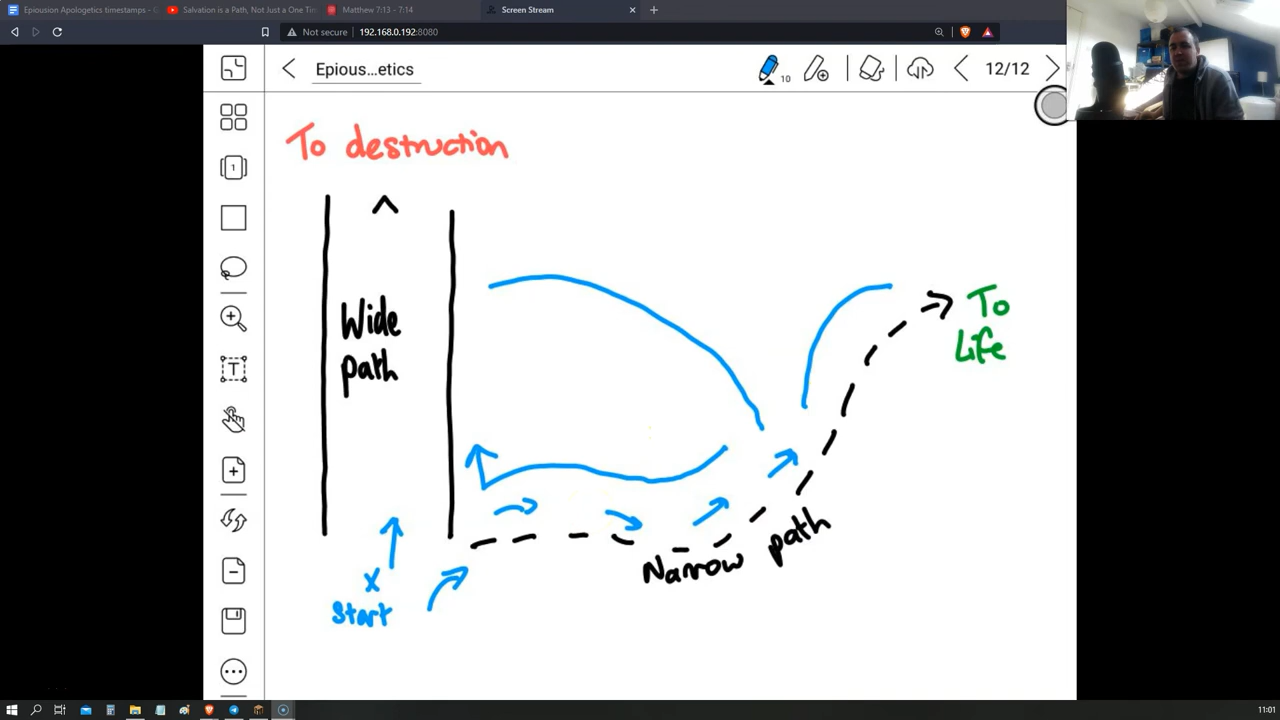 Epiousion Apologetics timestamps - G
Salvation is a Path, Not Just a One Tim
Matthew 7:13 - 7:14
Screen Stream
Not secure
192.168.0.192:8080
Epious...etics
10
12/12
1
T
To destruction
Wide
path
To
Life
Narrow path
x
Start
11:01